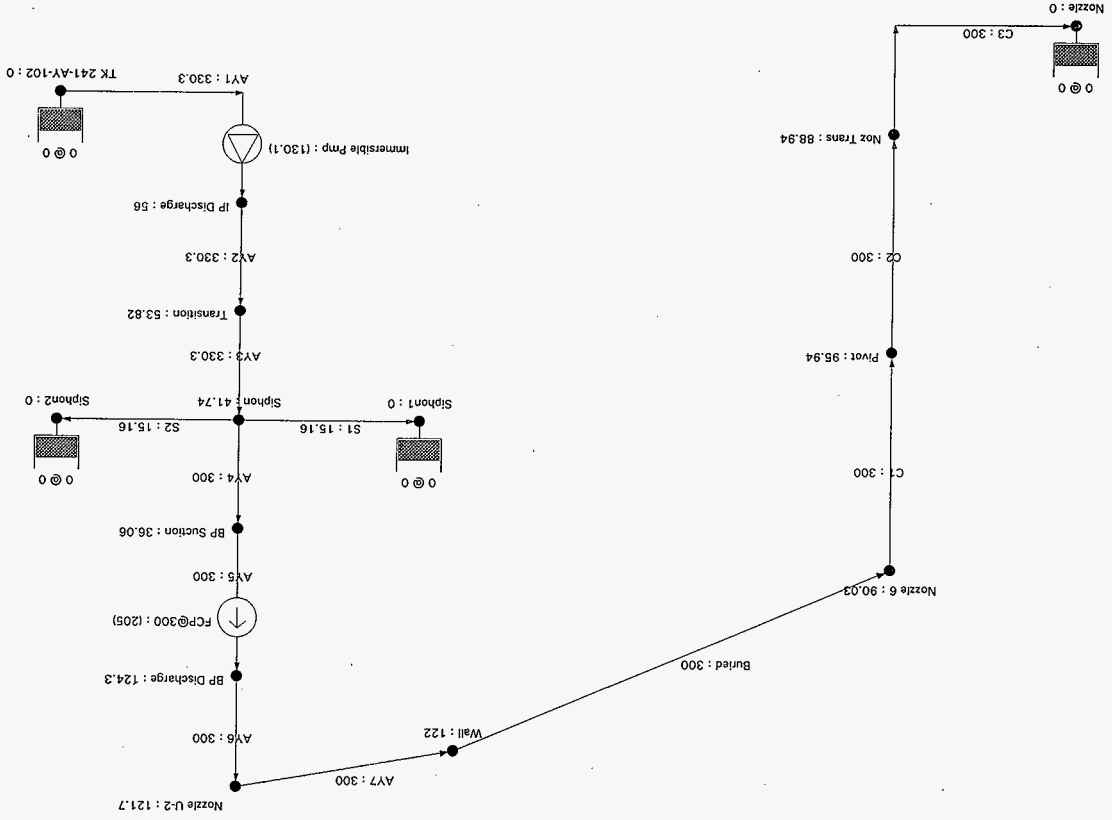 Nozzle U-2 : 121.7
AY7 : 300
AY6 : 300
Wall : 122
BP Discharge : 124.3
Buried : 300
FCP@300 : (205)
Nozzle 6 : 90.03
AY5 : 300
BP Suction : 36.06
0 @ 0
0 @ 0
AY4 : 300
C1 : 300
S1 : 15.16
S2 : 15.16
Siphon1 : 0
Siphon : 41.74
Siphon2 : 0
Pivot : 95.94
AY3 : 330.3
Transition : 53.82
C2 : 300
AY2 : 330.3
IP Discharge : 56
0 @ 0
Immersible Pmp : (130.1)
Noz Trans : 88.94
0 @ 0
AY1 : 330.3
TK 241-AY-102 : 0
C3 : 300
Nozzle : 0